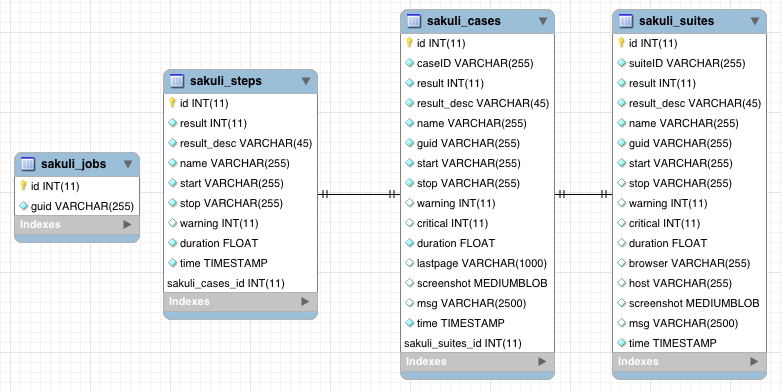 sakuli_jobs
id INT(11)
guid VARCHAR(255)
Indexes
sakuli_steps
id INT(11)
result INT(11)
result_desc VARCHAR(45)
name VARCHAR(255)
start VARCHAR(255)
stop VARCHAR(255)
warning INT(11)
duration FLOAT
time TIMESTAMP
sakuli_cases_id INT(11)
Indexes
sakuli_cases
id INT(11)
caseID VARCHAR(255)
result INT(11)
result_desc VARCHAR(45)
name VARCHAR(255)
guid VARCHAR(255)
start VARCHAR(255)
stop VARCHAR(255)
warning INT(11)
critical INT(11)
duration FLOAT
lastpage VARCHAR(1000)
screenshot MEDIUMBLOB
msg VARCHAR(2500)
time TIMESTAMP
sakuli_suites_id INT(11)
Indexes
sakuli_suites
id INT(11)
suiteID VARCHAR(255)
result INT(11)
result_desc VARCHAR(45)
name VARCHAR(255)
guid VARCHAR(255)
start VARCHAR(255)
stop VARCHAR(255)
warning INT(11)
critical INT(11)
duration FLOAT
browser VARCHAR(255)
host VARCHAR(255)
screenshot MEDIUMBLOB
msg VARCHAR(2500)
time TIMESTAMP
Indexes